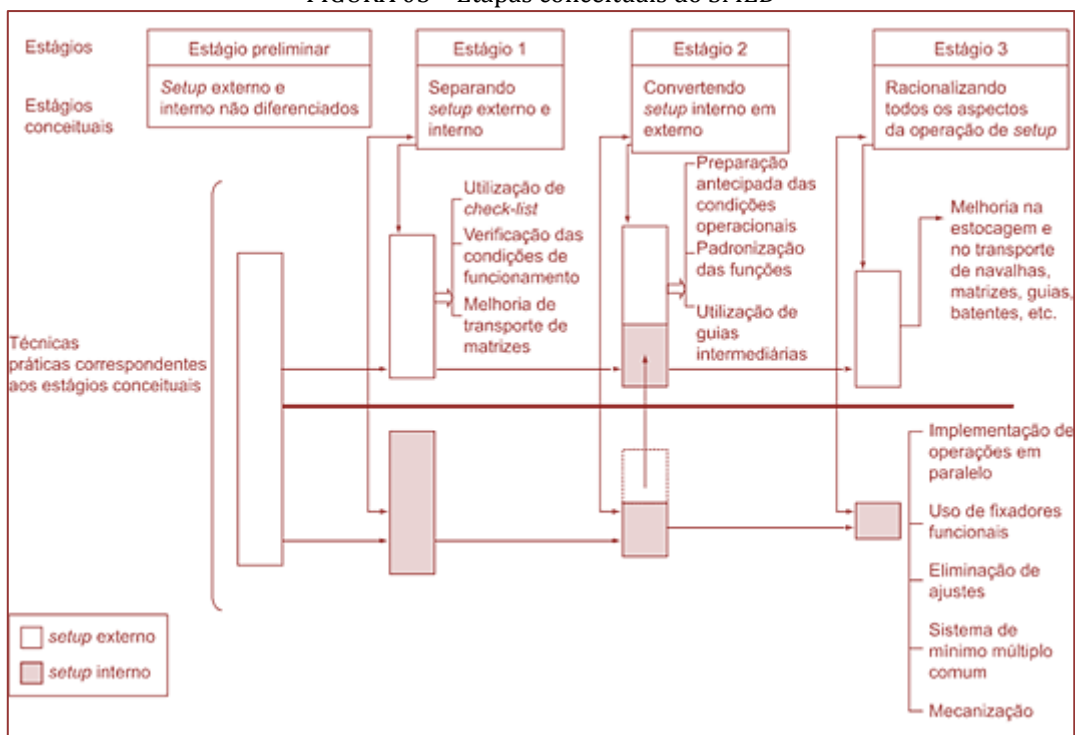 FIGURA 03 – Etapas conceituais do SMED
Estágios
Estágio preliminar
Estágio 1
Estágio 2
Estágio 3
Estágios
conceituais
Setup externo e
interno não diferenciados
Separando
setup externo e
interno
Convertendo
setup interno em
externo
Racionalizando
todos os aspectos
da operação de setup
Técnicas
práticas correspondentes
aos estágios conceituais
Utilização de
check-list
Verificação das
condições de
funcionamento
Melhoria de
transporte de
matrizes
Preparação
antecipada das
condições
operacionais
Padronização
das funções
Utilização de
guias
intermediárias
Melhoria na
estocagem e
no transporte
de navalhas,
matrizes, guias,
batentes, etc.
Implementação de
operações em
paralelo
Uso de fixadores
funcionais
Eliminação de
ajustes
Sistema de
mínimo múltiplo
comum
Mecanização
setup externo
setup interno